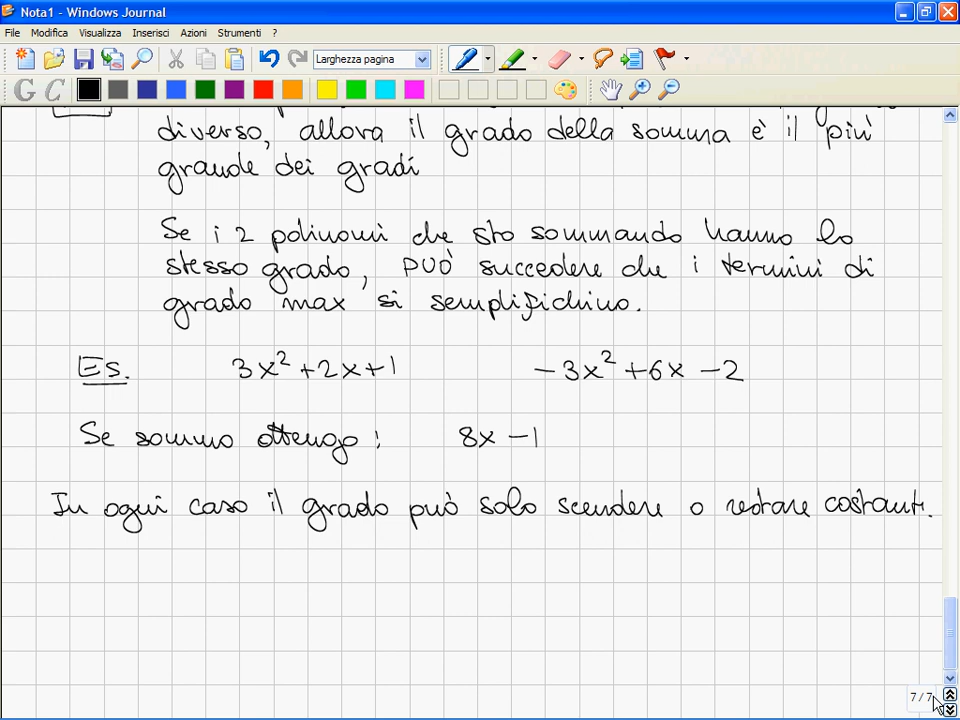 Nota1 - Windows Journal
File Modifica Visualizza Inserisci Azioni Strumenti ?
Larghezza pagina
diverso, allora il grado della somma è il più
grande dei gradi
Se i 2 polinomi che sto sommando hanno lo
stesso grado, PUÒ succedere che i termini di
grado max si semplifichino.
ES. 3x²+2x+1 -3x²+6x-2
Se sommo ottengo : 8x-1
In ogni caso il grado può solo scendere o restare costante.
7 / 7